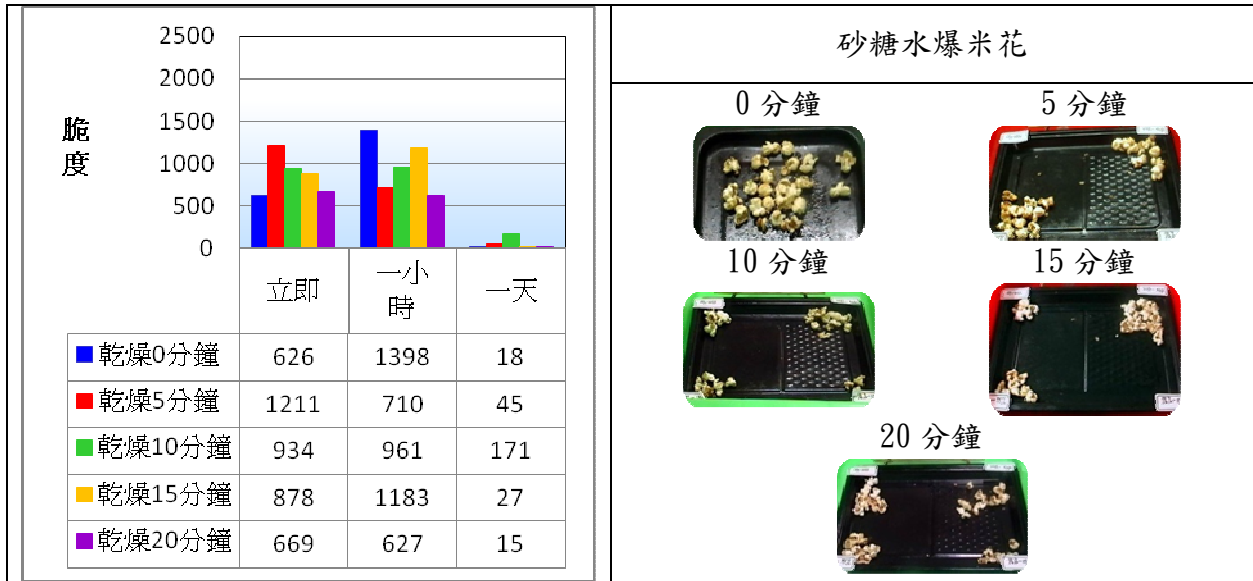 2500
2000
1500
1000
500
0
脆
度
立即
一小
時
一天
乾燥0分鐘 626 1398 18
乾燥5分鐘 1211 710 45
乾燥10分鐘 934 961 171
乾燥15分鐘 878 1183 27
乾燥20分鐘 669 627 15
砂糖水爆米花
0 分鐘
5 分鐘
10 分鐘
15 分鐘
20 分鐘